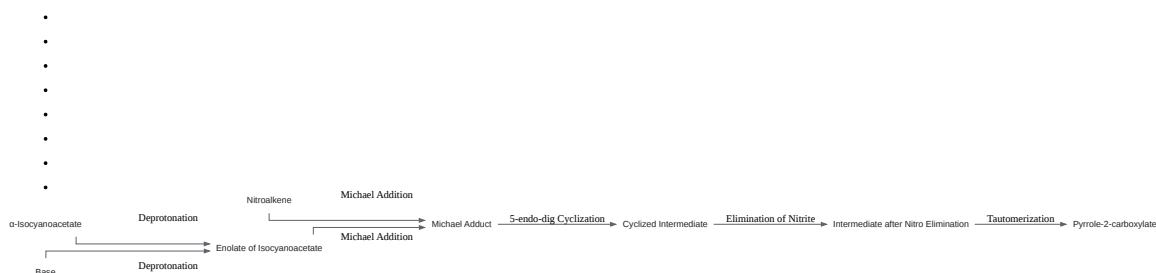 Nitroalkene
Michael Addition
α-Isocyanoacetate
Deprotonation
Michael Adduct
5-endo-dig Cyclization
Cyclized Intermediate
Elimination of Nitrite
Intermediate after Nitro Elimination
Tautomerization
Pyrrole-2-carboxylate
Michael Addition
Enolate of Isocyanoacetate
Deprotonation
Base